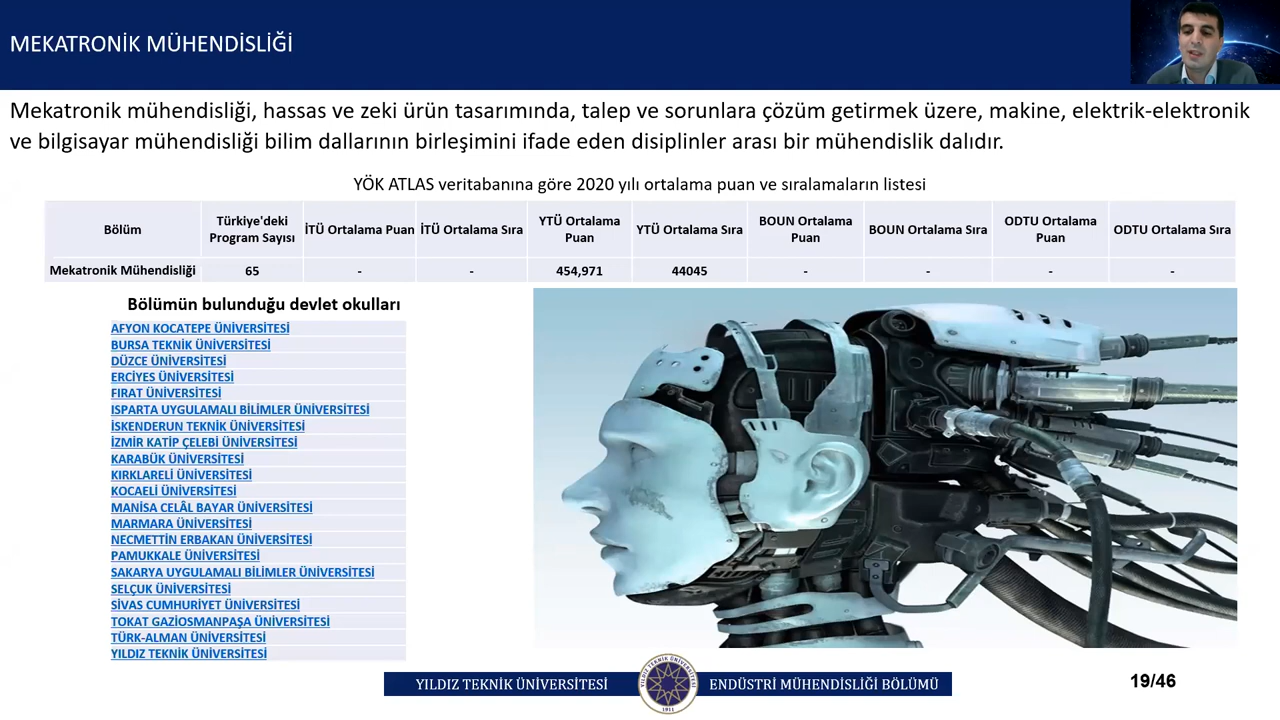 MEKATRONİK MÜHENDİSLİĞİ
Mekatronik mühendisliği, hassas ve zeki ürün tasarımında, talep ve sorunlara çözüm getirmek üzere, makine, elektrik-elektronik
ve bilgisayar mühendisliği bilim dallarının birleşimini ifade eden disiplinler arası bir mühendislik dalıdır.
YÖK ATLAS veritabanına göre 2020 yılı ortalama puan ve sıralamaların listesi
Bölüm Türkiye'deki Program Sayısı İTÜ Ortalama Puan İTÜ Ortalama Sıra YTÜ Ortalama Puan YTÜ Ortalama Sıra BOUN Ortalama Puan BOUN Ortalama Sıra ODTU Ortalama Puan ODTU Ortalama Sıra
Mekatronik Mühendisliği 65 - - 454,971 44045 - - - -
Bölümün bulunduğu devlet okulları
AFYON KOCATEPE ÜNİVERSİTESİ
BURSA TEKNİK ÜNİVERSİTESİ
DÜZCE ÜNİVERSİTESİ
ERCİYES ÜNİVERSİTESİ
FIRAT ÜNİVERSİTESİ
ISPARTA UYGULAMALI BİLİMLER ÜNİVERSİTESİ
İSKENDERUN TEKNİK ÜNİVERSİTESİ
İZMİR KATİP ÇELEBİ ÜNİVERSİTESİ
KARABÜK ÜNİVERSİTESİ
KIRKLARELİ ÜNİVERSİTESİ
KOCAELİ ÜNİVERSİTESİ
MANİSA CELÂL BAYAR ÜNİVERSİTESİ
MARMARA ÜNİVERSİTESİ
NECMETTİN ERBAKAN ÜNİVERSİTESİ
PAMUKKALE ÜNİVERSİTESİ
SAKARYA UYGULAMALI BİLİMLER ÜNİVERSİTESİ
SELÇUK ÜNİVERSİTESİ
SİVAS CUMHURİYET ÜNİVERSİTESİ
TOKAT GAZİOSMANPAŞA ÜNİVERSİTESİ
TÜRK-ALMAN ÜNİVERSİTESİ
YILDIZ TEKNİK ÜNİVERSİTESİ
YILDIZ TEKNİK ÜNİVERSİTESİ
YILDIZ TEKNİK ÜNİVERSİTESİ
1911
ENDÜSTRİ MÜHENDİSLİĞİ BÖLÜMÜ
19/46